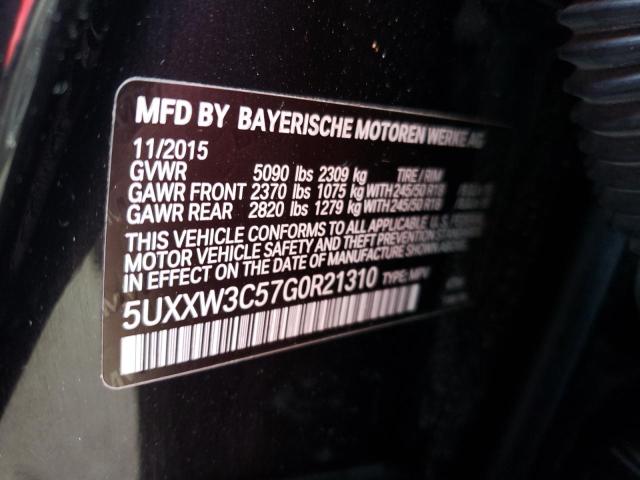 MFD BY BAYERISCHE MOTOREN WERKE AG
11/2015
GVWR 5090 lbs 2309 kg TIRE / RIM
GAWR FRONT 2370 lbs 1075 kg WITH 245/50 R18
GAWR REAR 2820 lbs 1279 kg WITH 245/50 R18
THIS VEHICLE CONFORMS TO ALL APPLICABLE U.S. FEDERAL
MOTOR VEHICLE SAFETY AND THEFT PREVENTION
IN EFFECT ON THE DATE OF MANUFACTURE SHOWN ABOVE.
5UXXW3C57G0R21310 TYPE: MPV